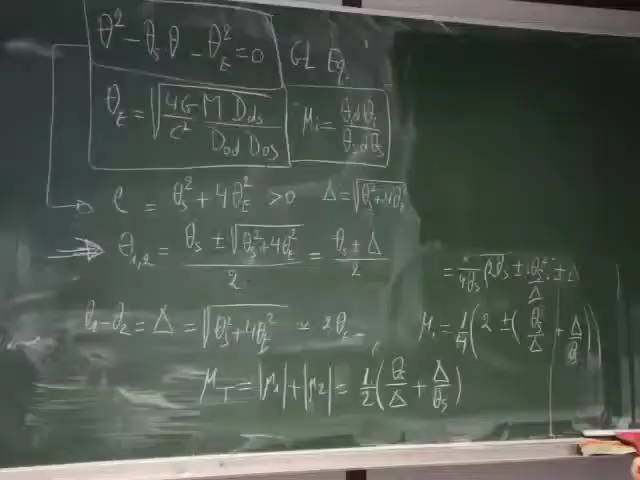 θ² - θ_s θ - θ_E² = 0 GL Eq.
θ_E = √(4G/c² M D_ds/(D_od D_os)) μ_i = θ_i dθ_i/(θ_s dθ_s)
ρ = θ_s² + 4θ_E² > 0 Δ = √(θ_s² + 4θ_E²)
⇒ θ_1,2 = (θ_s ± √(θ_s² + 4θ_E²))/2 = (θ_s ± Δ)/2
θ_1 - θ_2 = Δ = √(θ_s² + 4θ_E²) ≃ 2θ_E
μ_i = 1/4 (2 ± (θ_s/Δ + Δ/θ_s))
μ_T = |μ_1| + |μ_2| = 1/2 (θ_s/Δ + Δ/θ_s)